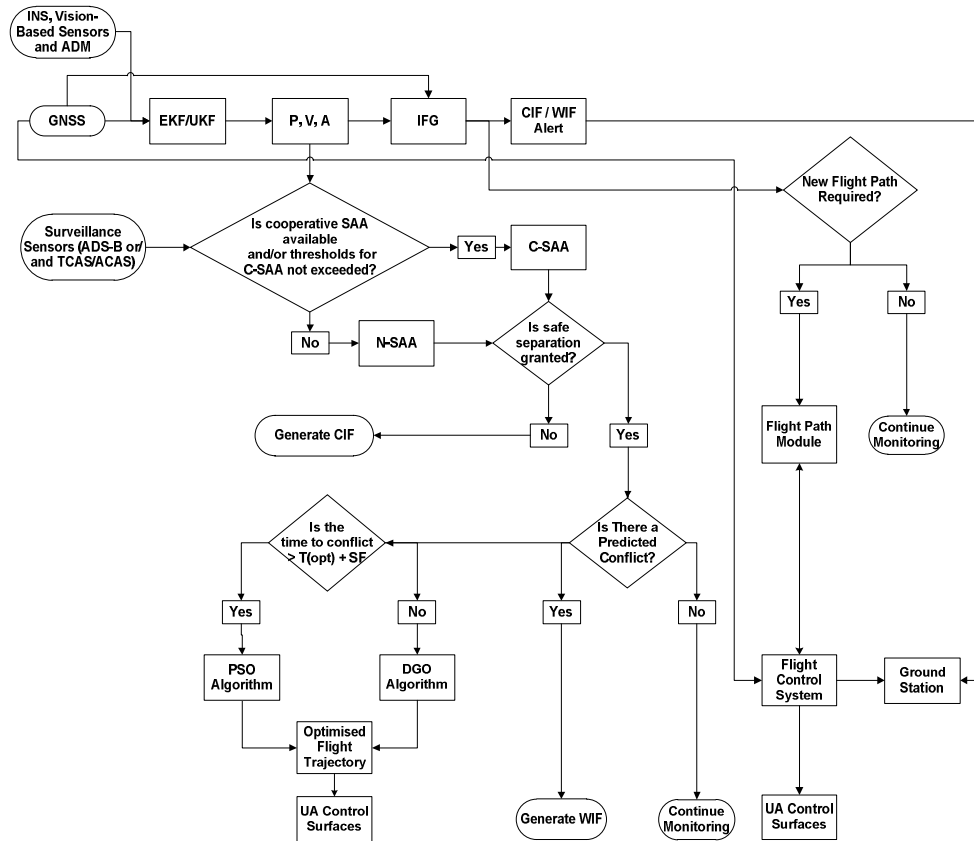 INS, Vision-
Based Sensors
and ADM
GNSS
EKF/UKF
P, V, A
IFG
CIF / WIF
Alert
New Flight Path
Required?
Surveillance
Sensors (ADS-B or/
and TCAS/ACAS)
Is cooperative SAA
available
and/or thresholds for
C-SAA not exceeded?
Yes
C-SAA
No
N-SAA
Is safe
separation
granted?
Yes
No
Generate CIF
No
Yes
Flight Path
Module
Continue
Monitoring
Is the
time to conflict
> T(opt) + SF
Is There a
Predicted
Conflict?
Yes
No
Yes
No
PSO
Algorithm
DGO
Algorithm
Flight
Control
System
Ground
Station
Optimised
Flight
Trajectory
UA Control
Surfaces
Generate WIF
Continue
Monitoring
UA Control
Surfaces